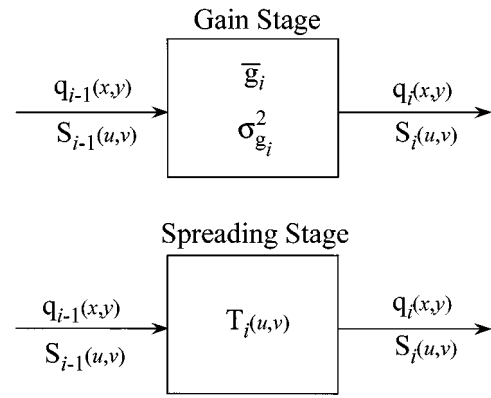 Gain Stage
q_{i-1}(x,y)
S_{i-1}(u,v)
g̅_i
σ²_{g_i}
q_i(x,y)
S_i(u,v)
Spreading Stage
q_{i-1}(x,y)
S_{i-1}(u,v)
T_i(u,v)
q_i(x,y)
S_i(u,v)